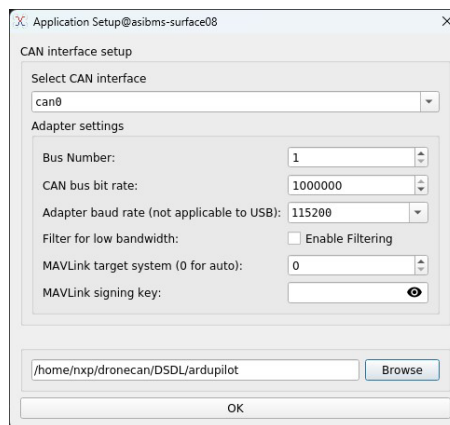 Application Setup@asibms-surface08
CAN interface setup
Select CAN interface
can0
Adapter settings
Bus Number: 1
CAN bus bit rate: 1000000
Adapter baud rate (not applicable to USB): 115200
Filter for low bandwidth: Enable Filtering
MAVLink target system (0 for auto): 0
MAVLink signing key:
/home/nxp/dronecan/DSDL/ardupilot Browse
OK